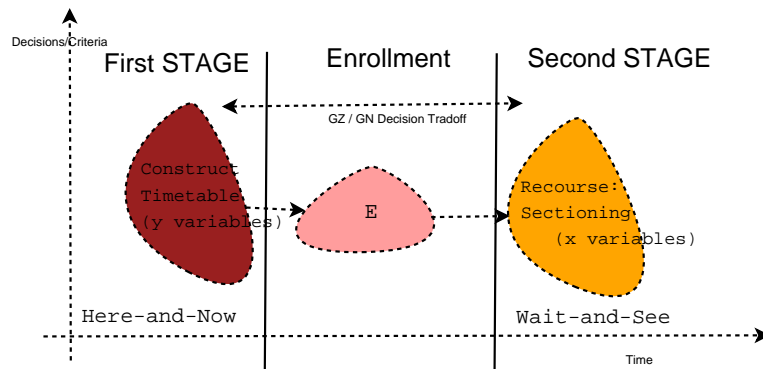 Decisions/Criteria
First STAGE
Enrollment
Second STAGE
GZ / GN Decision Tradoff
Construct
Timetable
(y variables)
E
Recourse:
Sectioning
(x variables)
Here-and-Now
Wait-and-See
Time